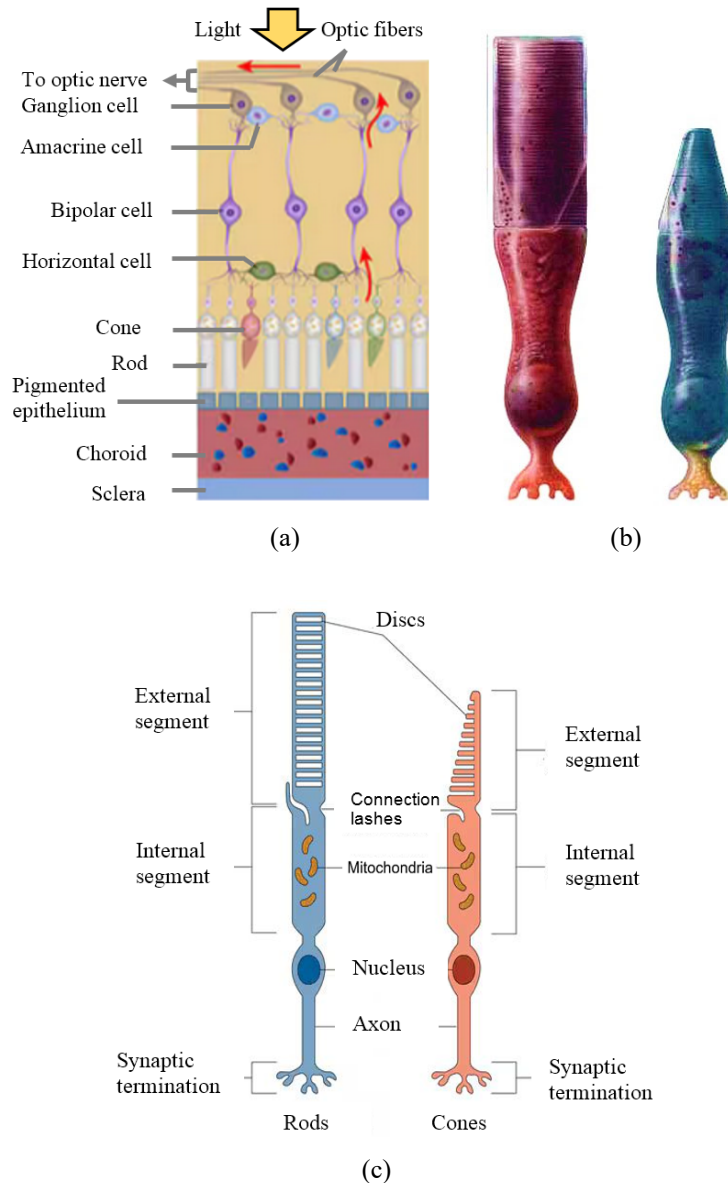 Light
Optic fibers
To optic nerve
Ganglion cell
Amacrine cell
Bipolar cell
Horizontal cell
Cone
Rod
Pigmented
epithelium
Choroid
Sclera
(a)
(b)
Discs
External
segment
External
segment
Connection
lashes
Internal
segment
Mitochondria
Internal
segment
Nucleus
Axon
Synaptic
termination
Synaptic
termination
Rods
Cones
(c)